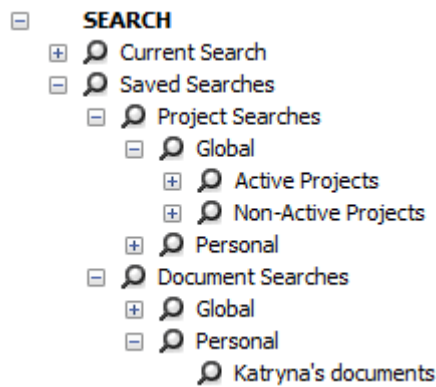 SEARCH
Current Search
Saved Searches
Project Searches
Global
Active Projects
Non-Active Projects
Personal
Document Searches
Global
Personal
Katryna's documents